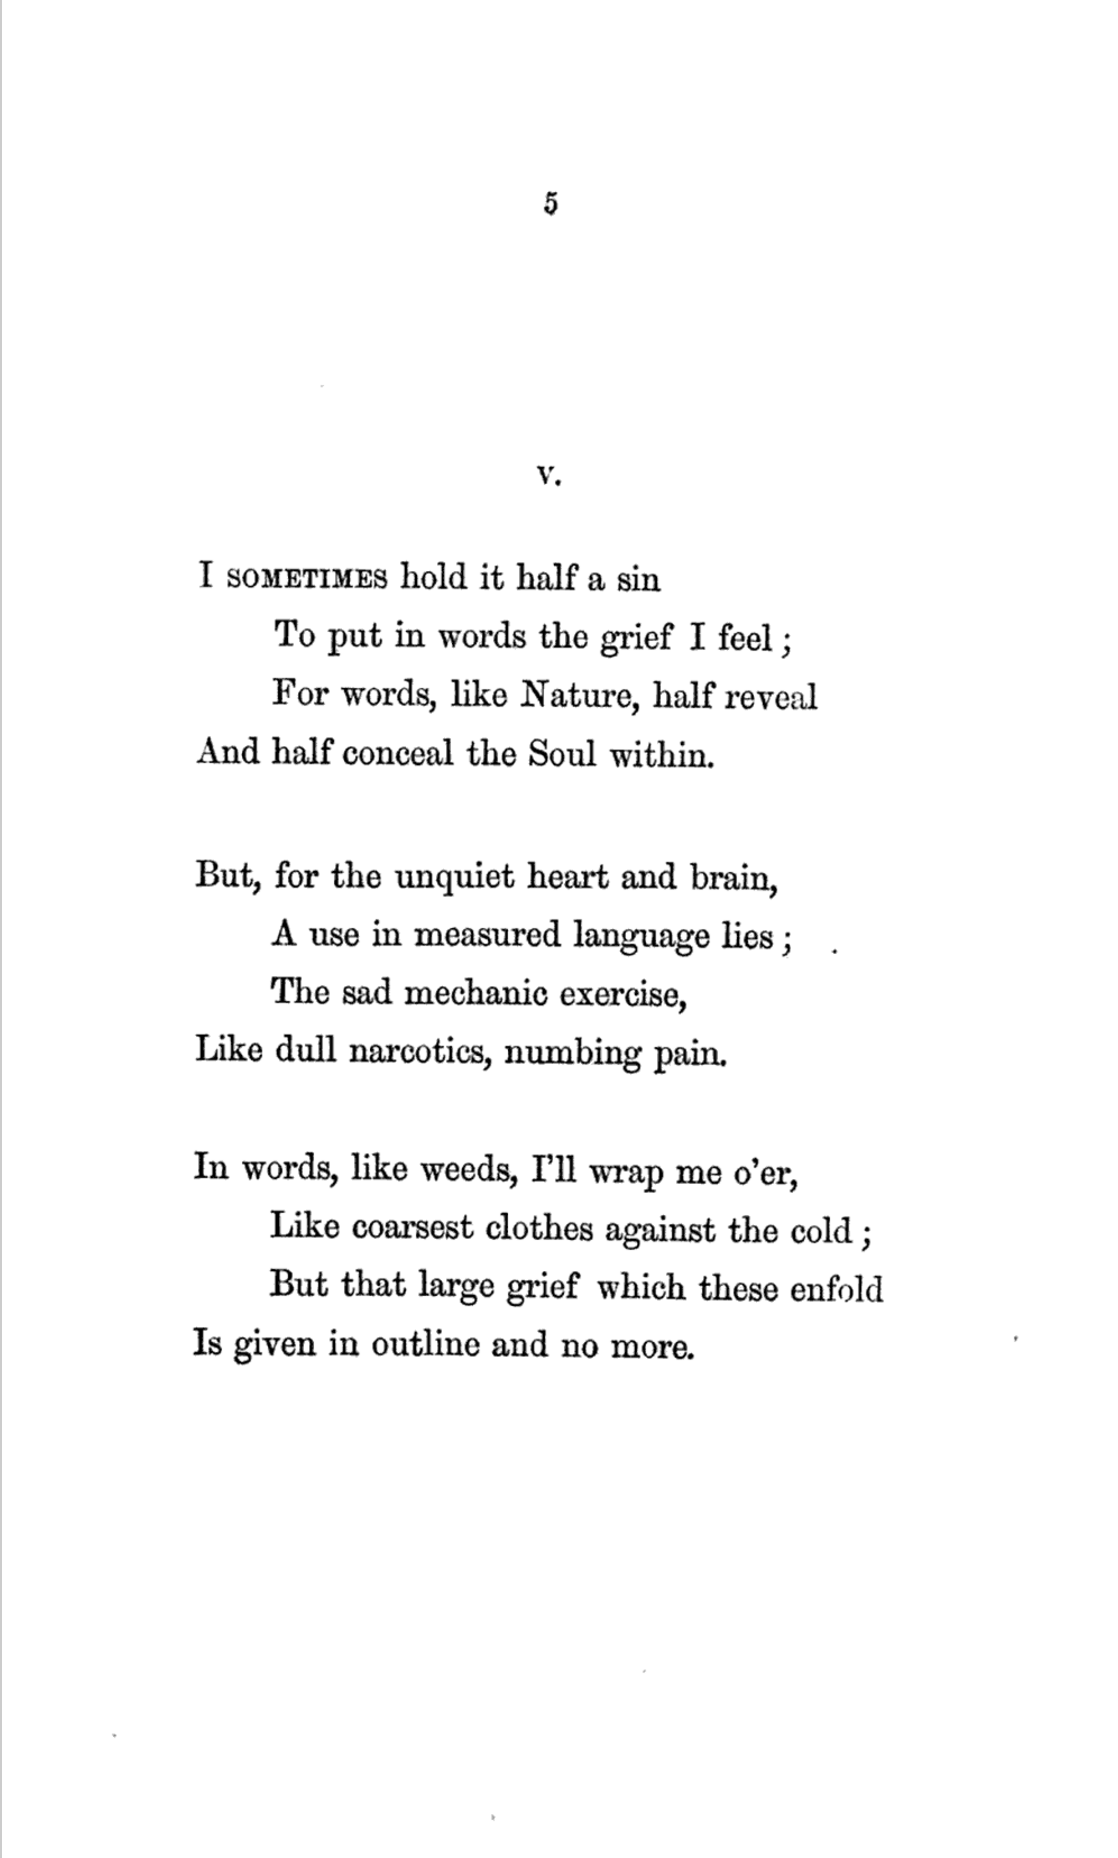 5
V.
I SOMETIMES hold it half a sin
To put in words the grief I feel ;
For words, like Nature, half reveal
And half conceal the Soul within.
But, for the unquiet heart and brain,
A use in measured language lies ;
The sad mechanic exercise,
Like dull narcotics, numbing pain.
In words, like weeds, I'll wrap me o'er,
Like coarsest clothes against the cold ;
But that large grief which these enfold
Is given in outline and no more.